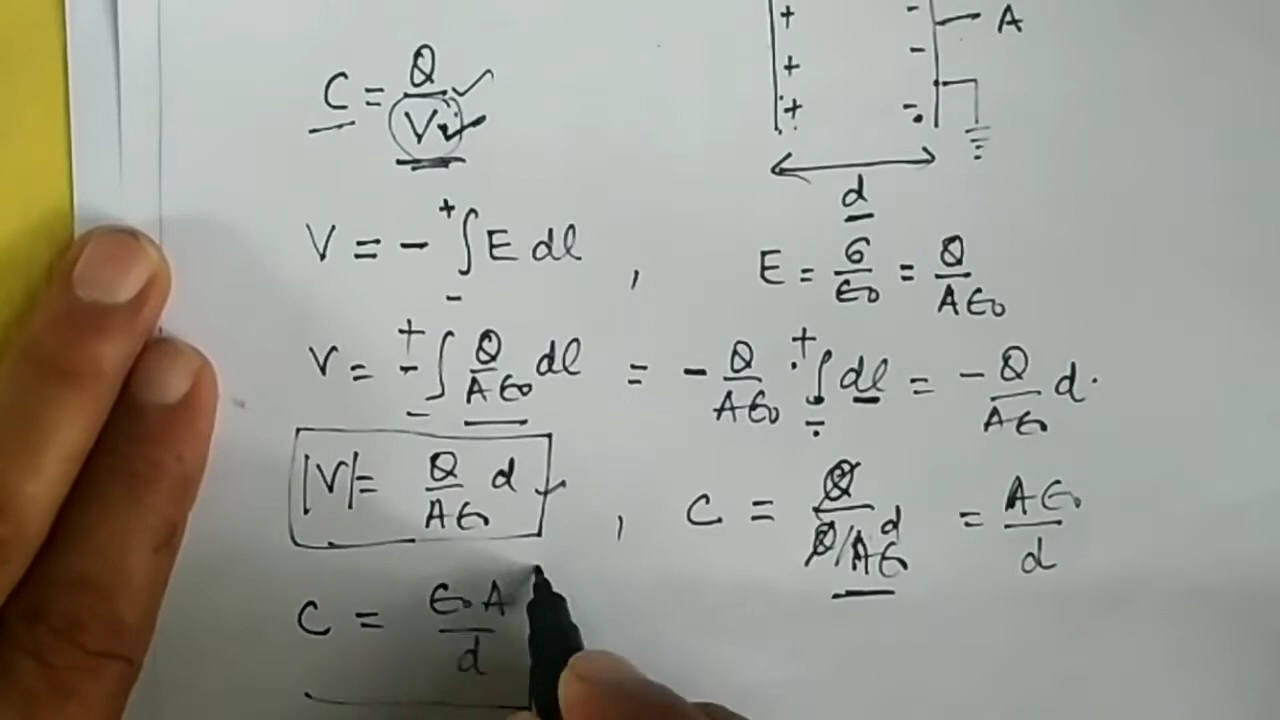 + - A
+ -
+ -
C = Q/V
d
V = - ∫ E dl , E = σ/ϵ₀ = Q/Aϵ₀
V = - ∫ Q/Aϵ₀ dl = - Q/Aϵ₀ ∫ dl = - Q/Aϵ₀ d.
|V| = Q/Aϵ₀ d , C = Q/Q/Aϵ₀ d = Aϵ₀/d
C = ϵ₀A/d